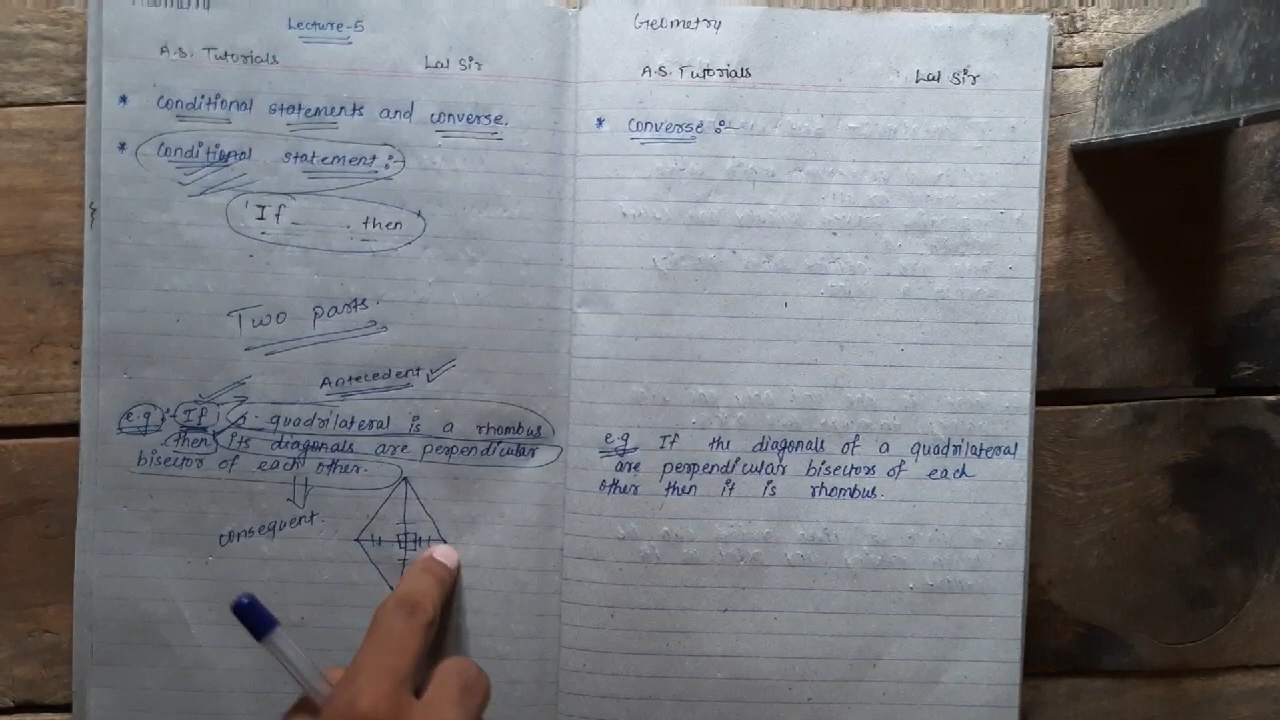 Lecture-5
A.S. Tutorials Lal Sir
* Conditional statements and converse.
* Conditional statement :-
'If ____ . then'
Two parts.
Antecedent ✓
e.g :- If a quadrilateral is a rhombus
then its diagonals are perpendicular
bisector of each other.
consequent.
Geometry
A.S. Tutorials Lal Sir
* Converse :-
e.g If the diagonals of a quadrilateral
are perpendicular bisectors of each
other then it is rhombus.